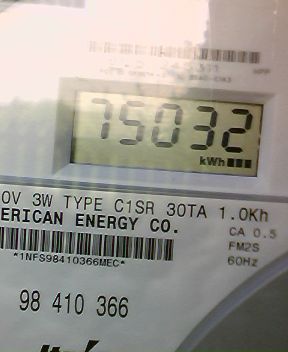 75032
kWh
0V 3W TYPE C1SR 30TA 1.0Kh
ERICAN ENERGY CO.
CA 0.5
FM2S
*1NFS98410366MEC*
60Hz
98 410 366